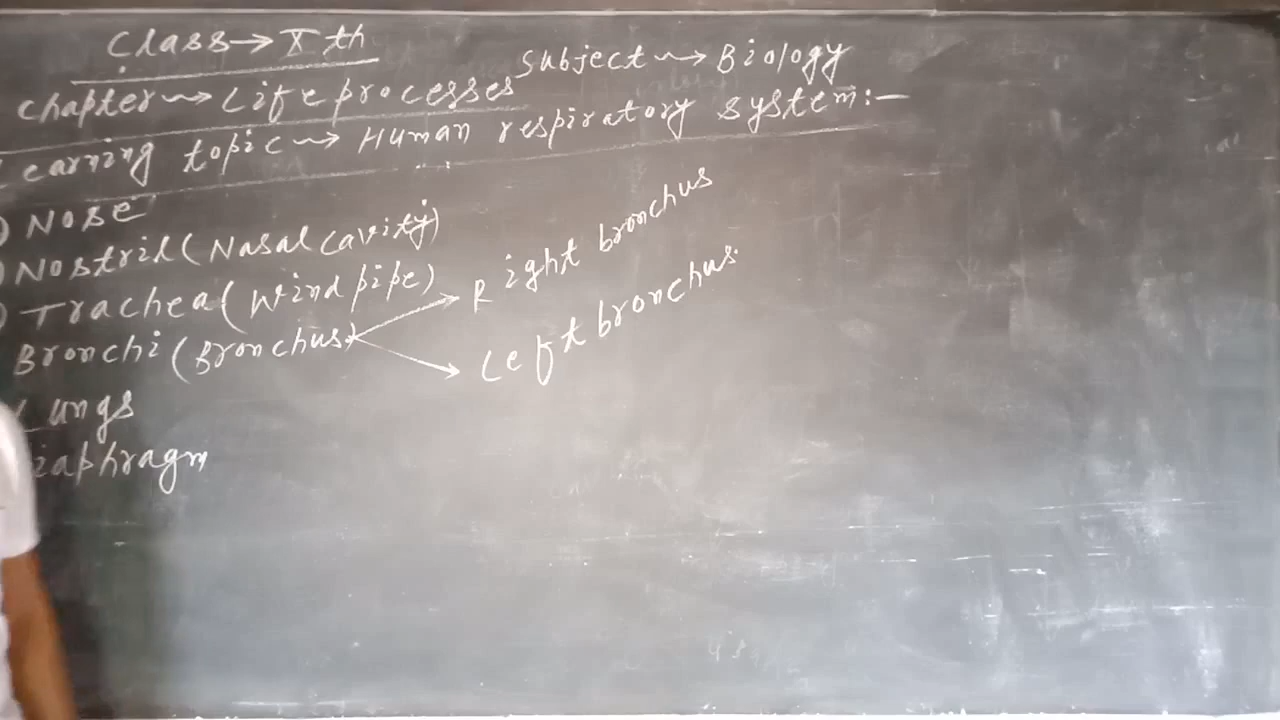 Class → X th
Subject → Biology
Chapter → Life processes
Learning topic → Human respiratory system:—
) Nose
) Nostril (Nasal cavity)
) Trachea (Wind pipe)
Bronchi (Bronchus) → Right bronchus
→ Left bronchus
Lungs
iaphragm